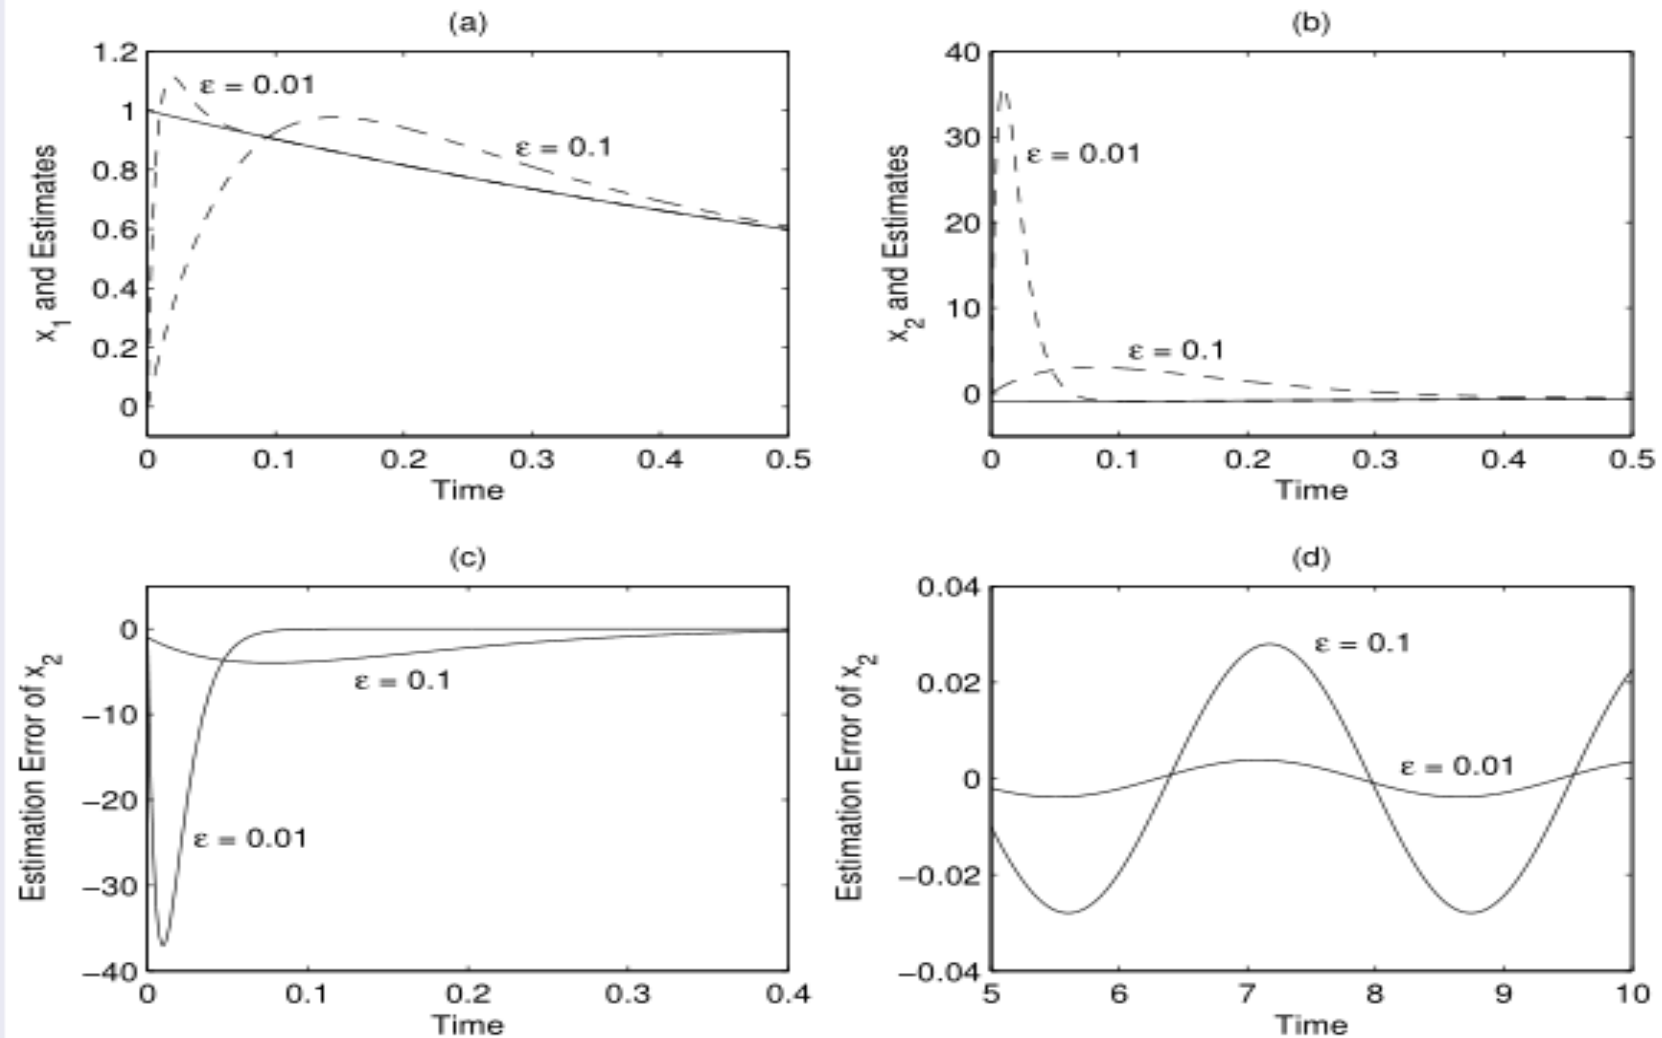 (a)
1.2
1
0.8
0.6
0.4
0.2
0
x₁ and Estimates
ε = 0.01
ε = 0.1
0 0.1 0.2 0.3 0.4 0.5
Time
(b)
40
30
20
10
0
x₂ and Estimates
ε = 0.01
ε = 0.1
0 0.1 0.2 0.3 0.4 0.5
Time
(c)
0
−10
−20
−30
−40
Estimation Error of x₂
ε = 0.1
ε = 0.01
0 0.1 0.2 0.3 0.4
Time
(d)
0.04
0.02
0
−0.02
−0.04
Estimation Error of x₂
ε = 0.1
ε = 0.01
5 6 7 8 9 10
Time